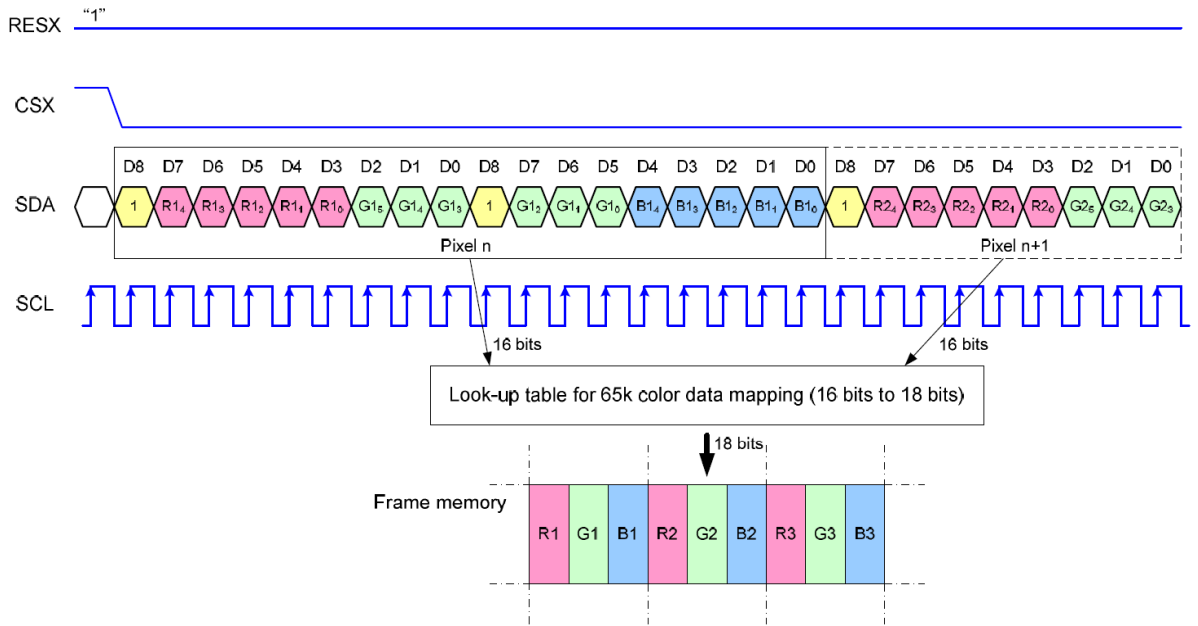 RESX "1"
CSX
D8 D7 D6 D5 D4 D3 D2 D1 D0 D8 D7 D6 D5 D4 D3 D2 D1 D0 D8 D7 D6 D5 D4 D3 D2 D1 D0
SDA 1 R1₄ R1₃ R1₂ R1₁ R1₀ G1₅ G1₄ G1₃ 1 G1₂ G1₁ G1₀ B1₄ B1₃ B1₂ B1₁ B1₀ 1 R2₄ R2₃ R2₂ R2₁ R2₀ G2₅ G2₄ G2₃
Pixel n Pixel n+1
SCL
16 bits 16 bits
Look-up table for 65k color data mapping (16 bits to 18 bits)
18 bits
Frame memory
R1 G1 B1 R2 G2 B2 R3 G3 B3